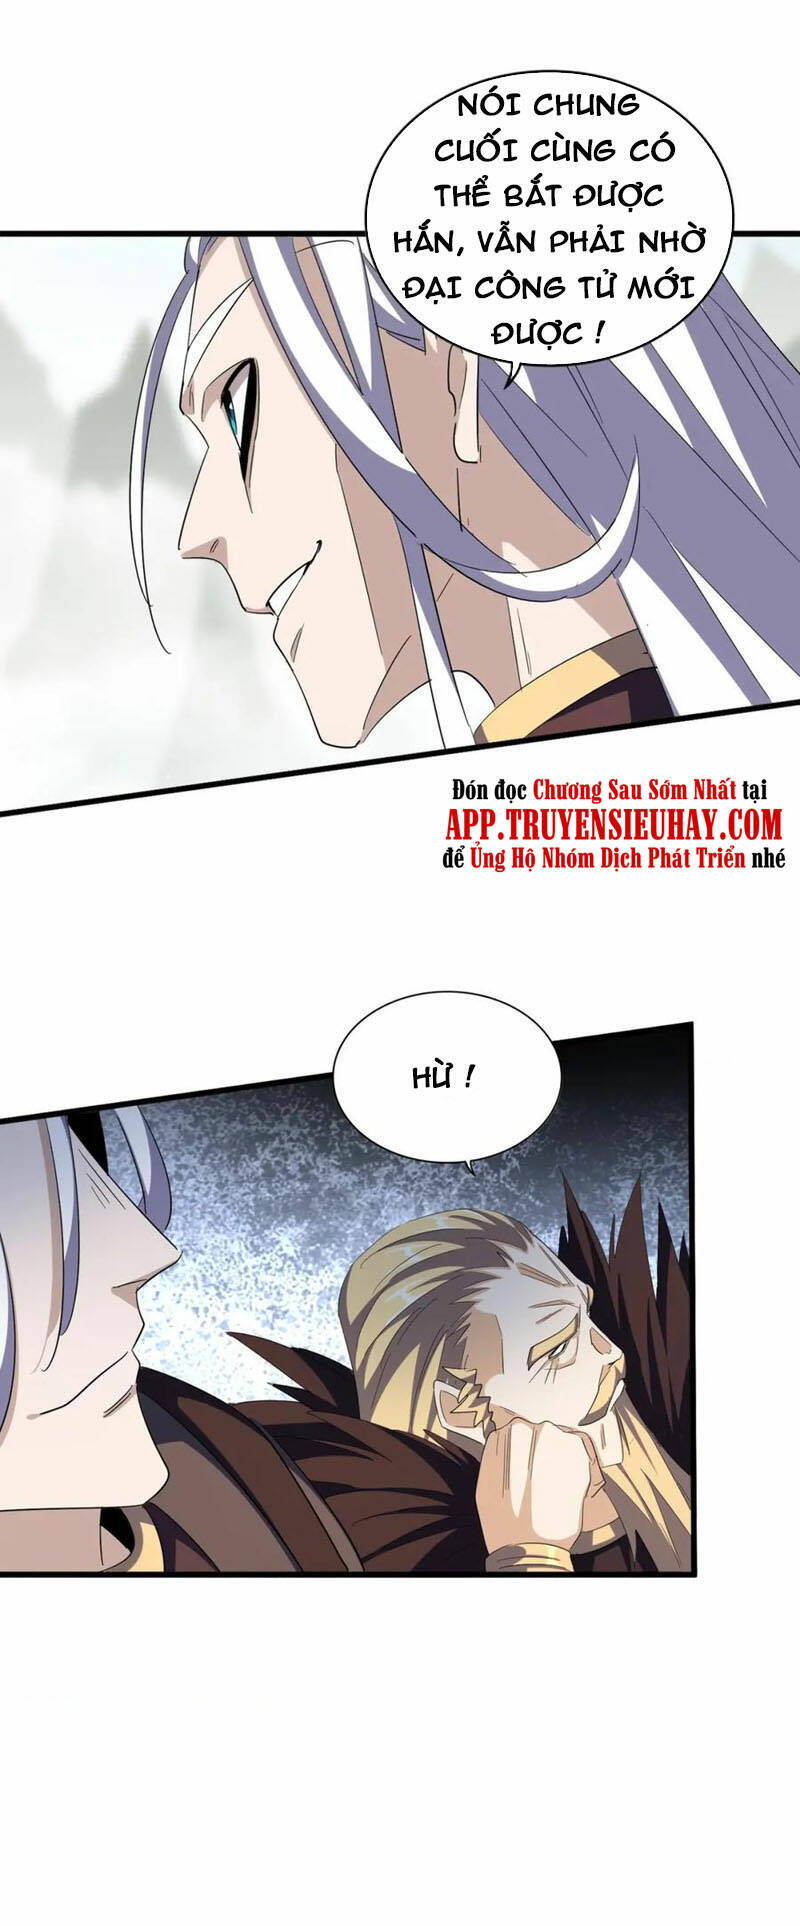 NÓI CHUNG
CUỐI CÙNG CÓ
THỂ BẮT ĐƯỢC
HẮN, VẪN PHẢI NHỜ
ĐẠI CÔNG TỬ MỚI
ĐƯỢC !
Đón đọc Chương Sau Sớm Nhất tại
APP.TRUYENSIEUHAY.COM
để Ủng Hộ Nhóm Dịch Phát Triển nhé
HỪ !